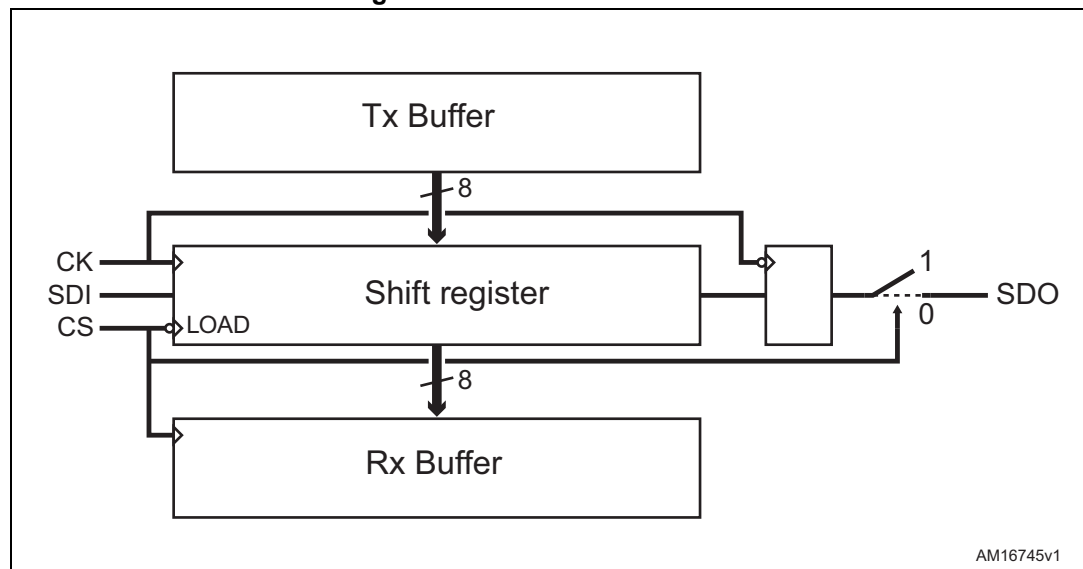 Tx Buffer
8
CK
SDI
CS
LOAD
Shift register
1
0
SDO
8
Rx Buffer
AM16745v1